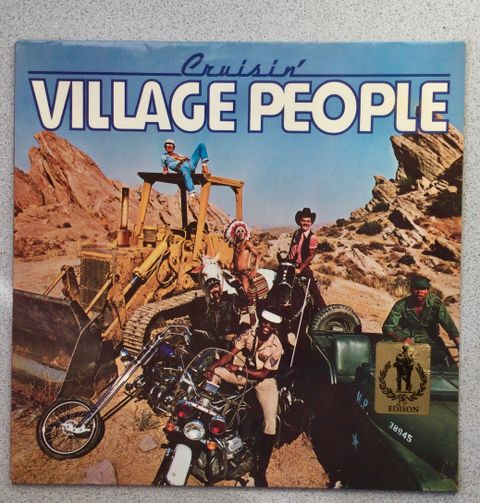 Cruisin'
VILLAGE PEOPLE
EDISON
M.P.
38945